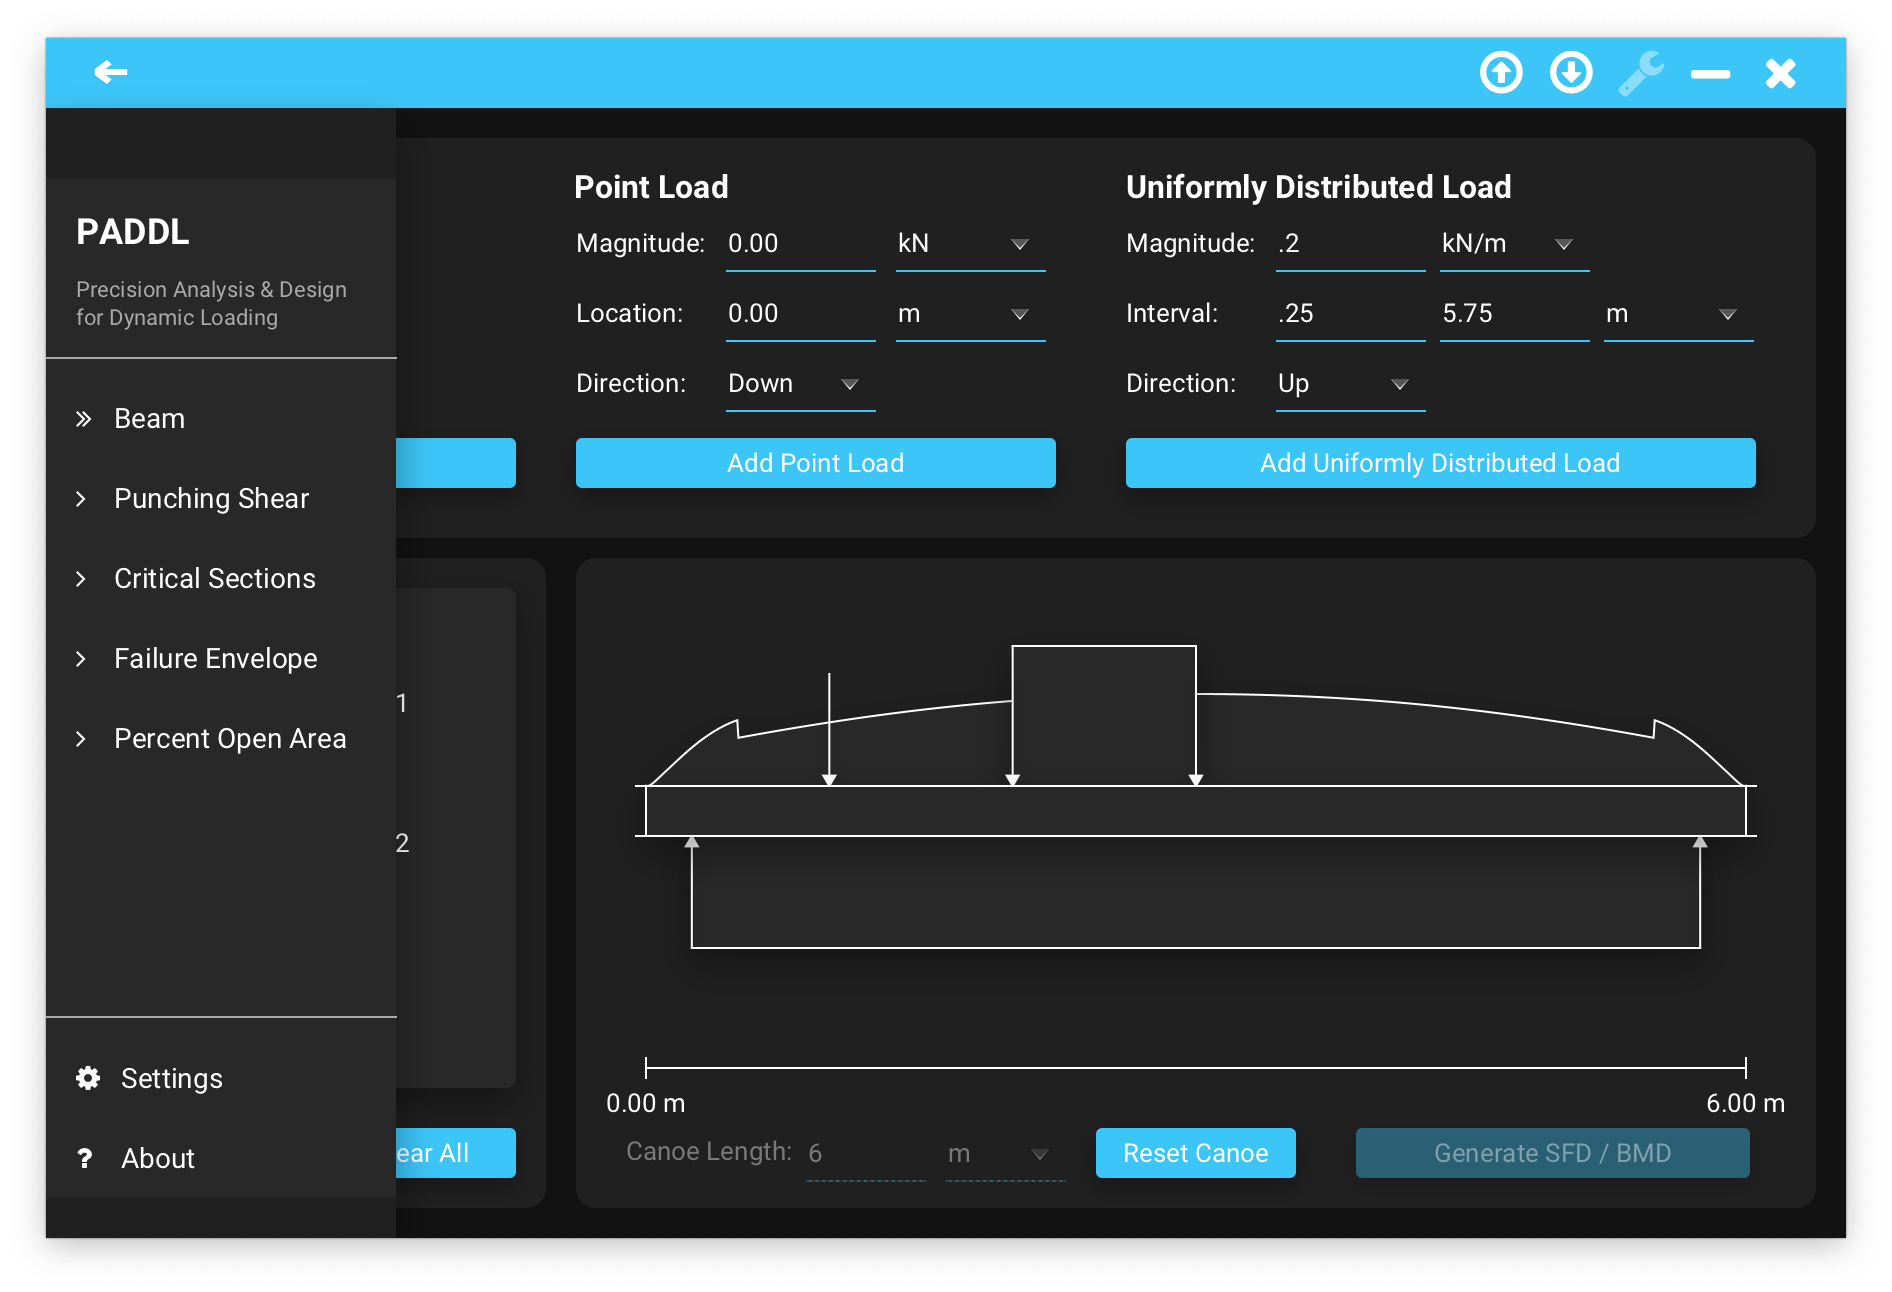 PADDL
Precision Analysis & Design
for Dynamic Loading
Beam
Punching Shear
Critical Sections
Failure Envelope
Percent Open Area
Settings
? About
Point Load
Magnitude: 0.00 kN
Location: 0.00 m
Direction: Down
Add Point Load
Uniformly Distributed Load
Magnitude: .2 kN/m
Interval: .25 5.75 m
Direction: Up
Add Uniformly Distributed Load
1
2
ear All
0.00 m 6.00 m
Canoe Length: 6 m Reset Canoe Generate SFD / BMD